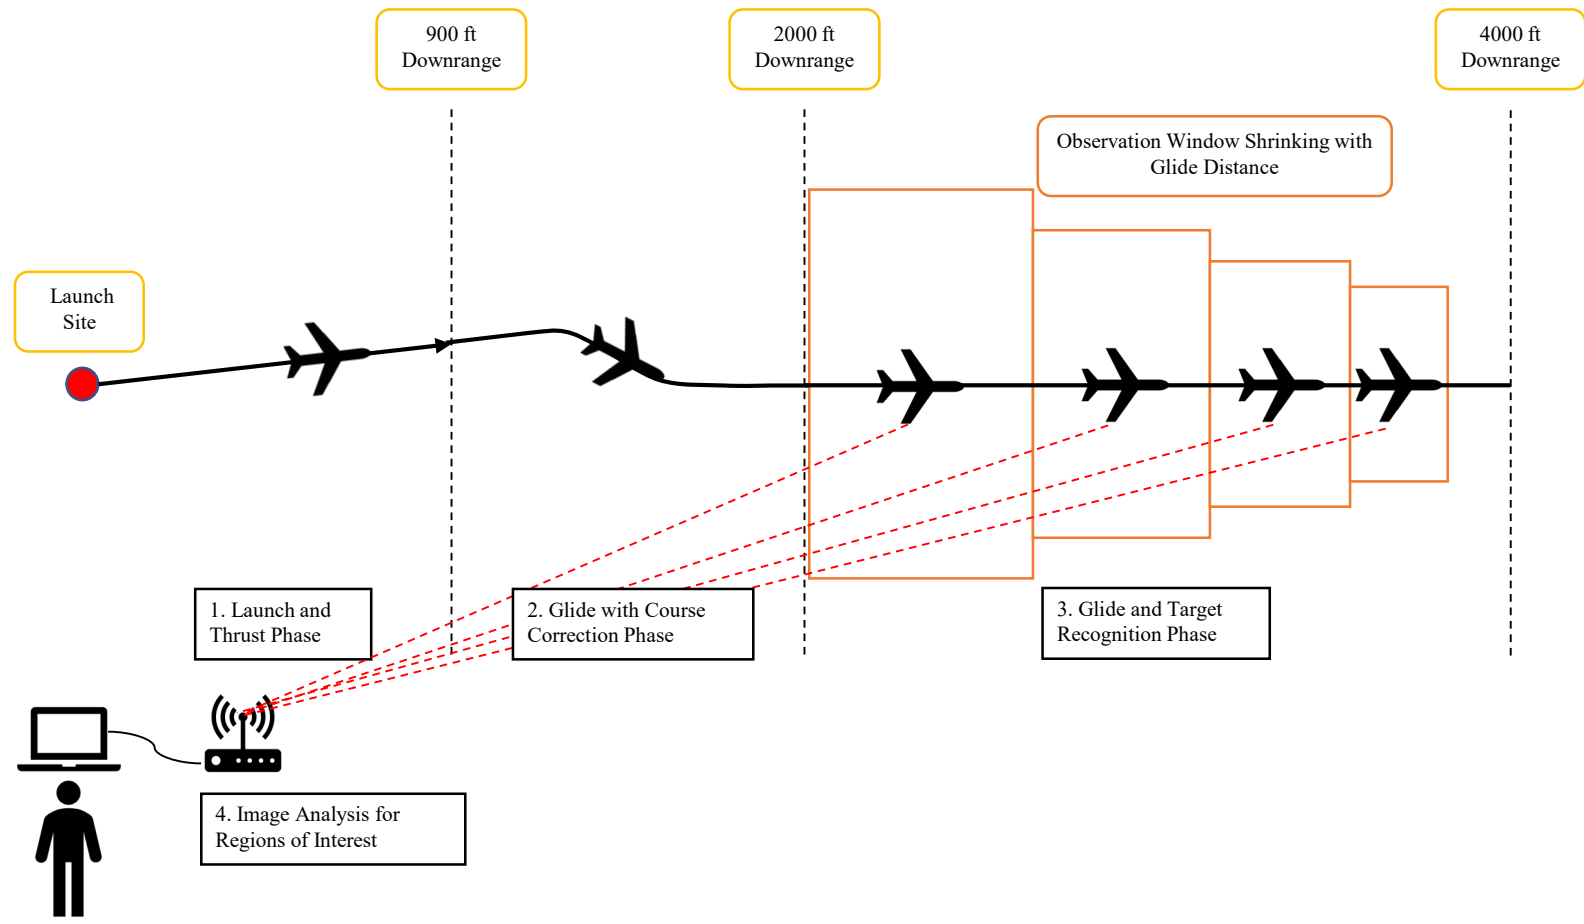 900 ft
Downrange
2000 ft
Downrange
4000 ft
Downrange
Observation Window Shrinking with
Glide Distance
Launch
Site
1. Launch and
Thrust Phase
2. Glide with Course
Correction Phase
3. Glide and Target
Recognition Phase
4. Image Analysis for
Regions of Interest